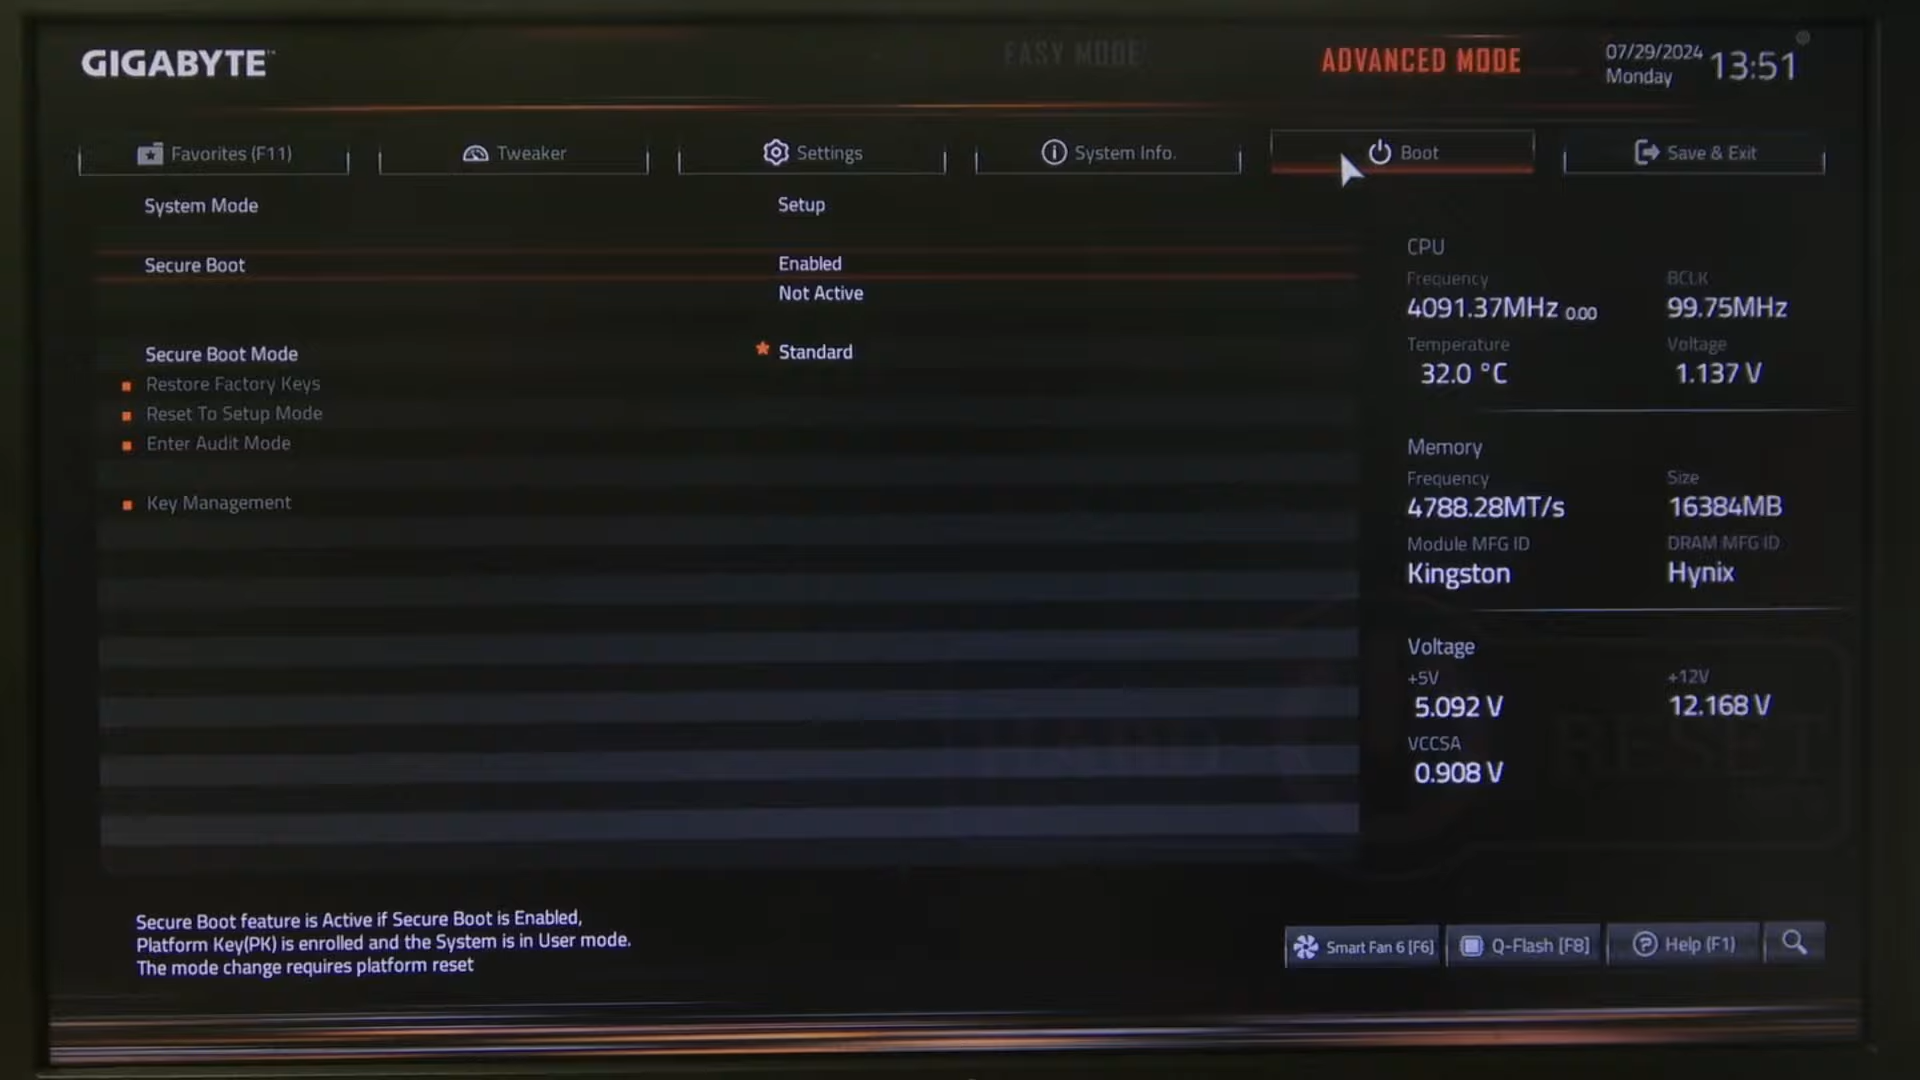 GIGABYTE™
EASY MODE
ADVANCED MODE
07/29/2024
Monday
13:51
Favorites (F11)
Tweaker
Settings
System Info.
Boot
Save & Exit
System Mode Setup
Secure Boot Enabled
Not Active
Secure Boot Mode * Standard
Restore Factory Keys
Reset To Setup Mode
Enter Audit Mode
Key Management
CPU
Frequency BCLK
4091.37MHz 0.00 99.75MHz
Temperature Voltage
32.0 °C 1.137 V
Memory
Frequency Size
4788.28MT/s 16384MB
Module MFG ID DRAM MFG ID
Kingston Hynix
Voltage
+5V +12V
5.092 V 12.168 V
VCCSA
0.908 V
HARD RESET
Secure Boot feature is Active if Secure Boot is Enabled,
Platform Key(PK) is enrolled and the System is in User mode.
The mode change requires platform reset
Smart Fan 6 [F6]
Q-Flash [F8]
Help (F1)